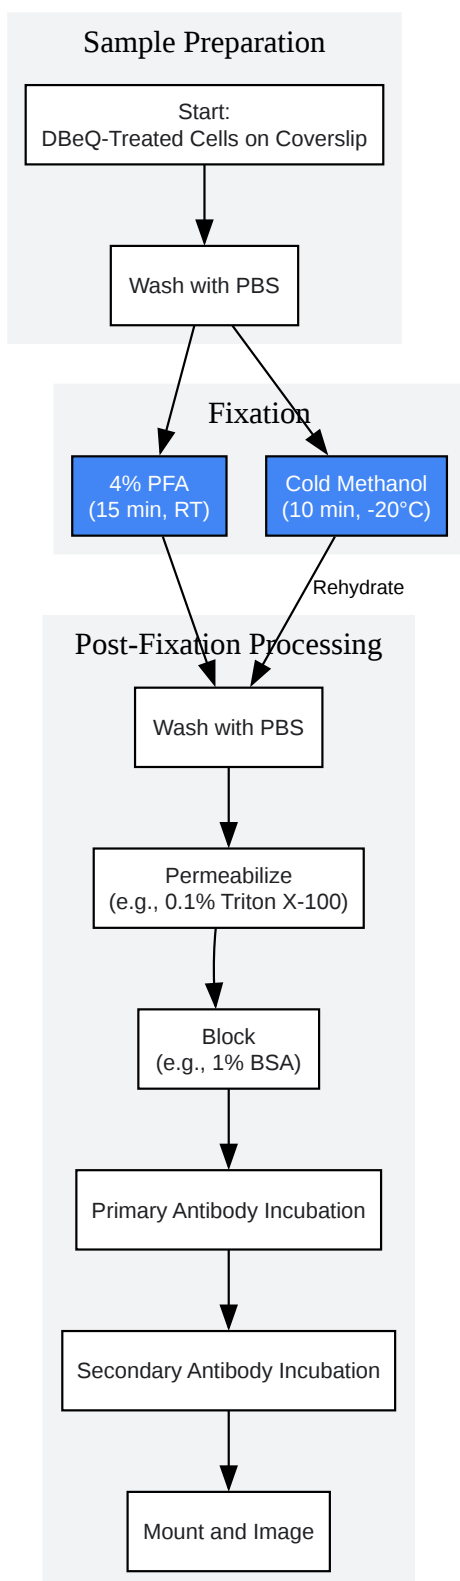 Sample Preparation
Start:
DBeQ-Treated Cells on Coverslip
Wash with PBS
Fixation
4% PFA
(15 min, RT)
Cold Methanol
(10 min, -20°C)
Rehydrate
Post-Fixation Processing
Wash with PBS
Permeabilize
(e.g., 0.1% Triton X-100)
Block
(e.g., 1% BSA)
Primary Antibody Incubation
Secondary Antibody Incubation
Mount and Image